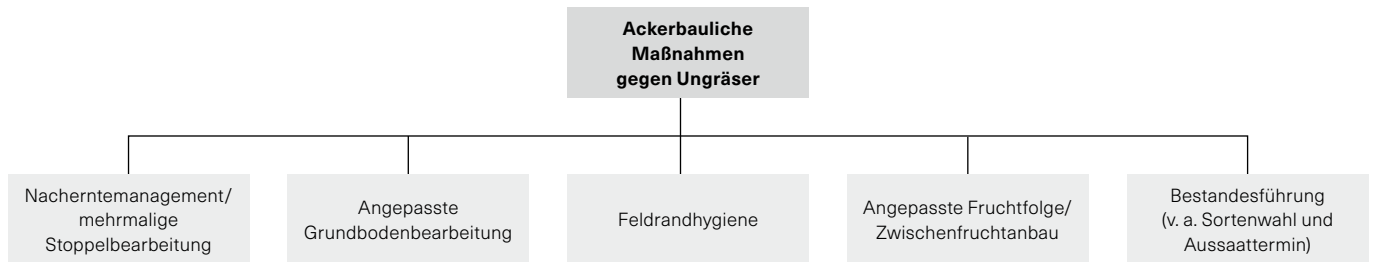 Ackerbauliche
Maßnahmen
gegen Ungräser
Nacherntemanagement/
mehrmalige
Stoppelbearbeitung
Angepasste
Grundbodenbearbeitung
Feldrandhygiene
Angepasste Fruchtfolge/
Zwischenfruchtanbau
Bestandesführung
(v. a. Sortenwahl und
Aussaattermin)